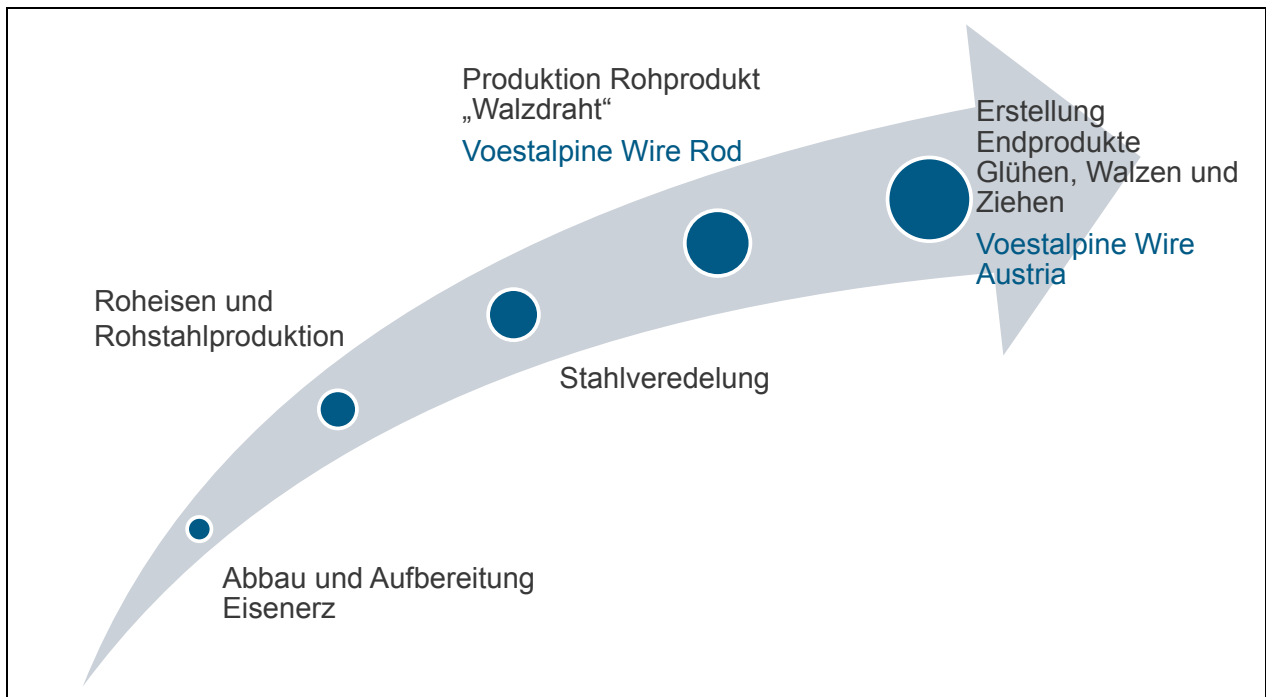 Produktion Rohprodukt
„Walzdraht“
Voestalpine Wire Rod
Erstellung
Endprodukte
Glühen, Walzen und
Ziehen
Voestalpine Wire
Austria
Roheisen und
Rohstahlproduktion
Stahlveredelung
Abbau und Aufbereitung
Eisenerz